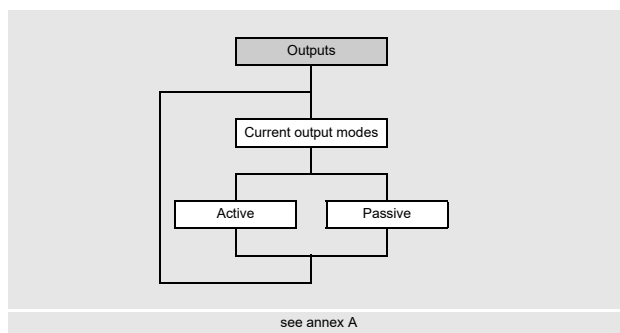 Outputs
Current output modes
Active
Passive
see annex A